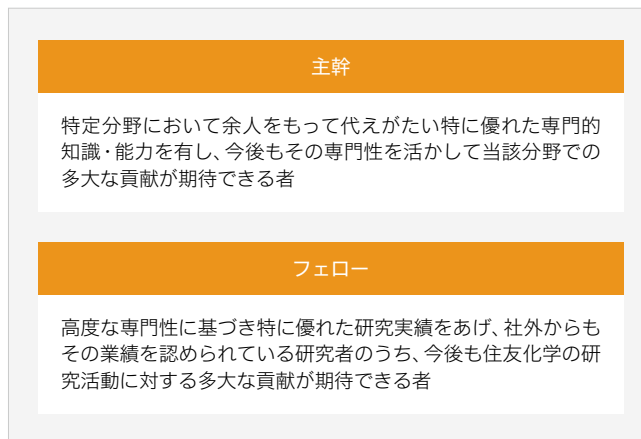 主幹
特定分野において余人をもって代えがたい特に優れた専門的
知識・能力を有し、今後もその専門性を活かして当該分野での
多大な貢献が期待できる者
フェロー
高度な専門性に基づき特に優れた研究実績をあげ、社外からも
その業績を認められている研究者のうち、今後も住友化学の研
究活動に対する多大な貢献が期待できる者